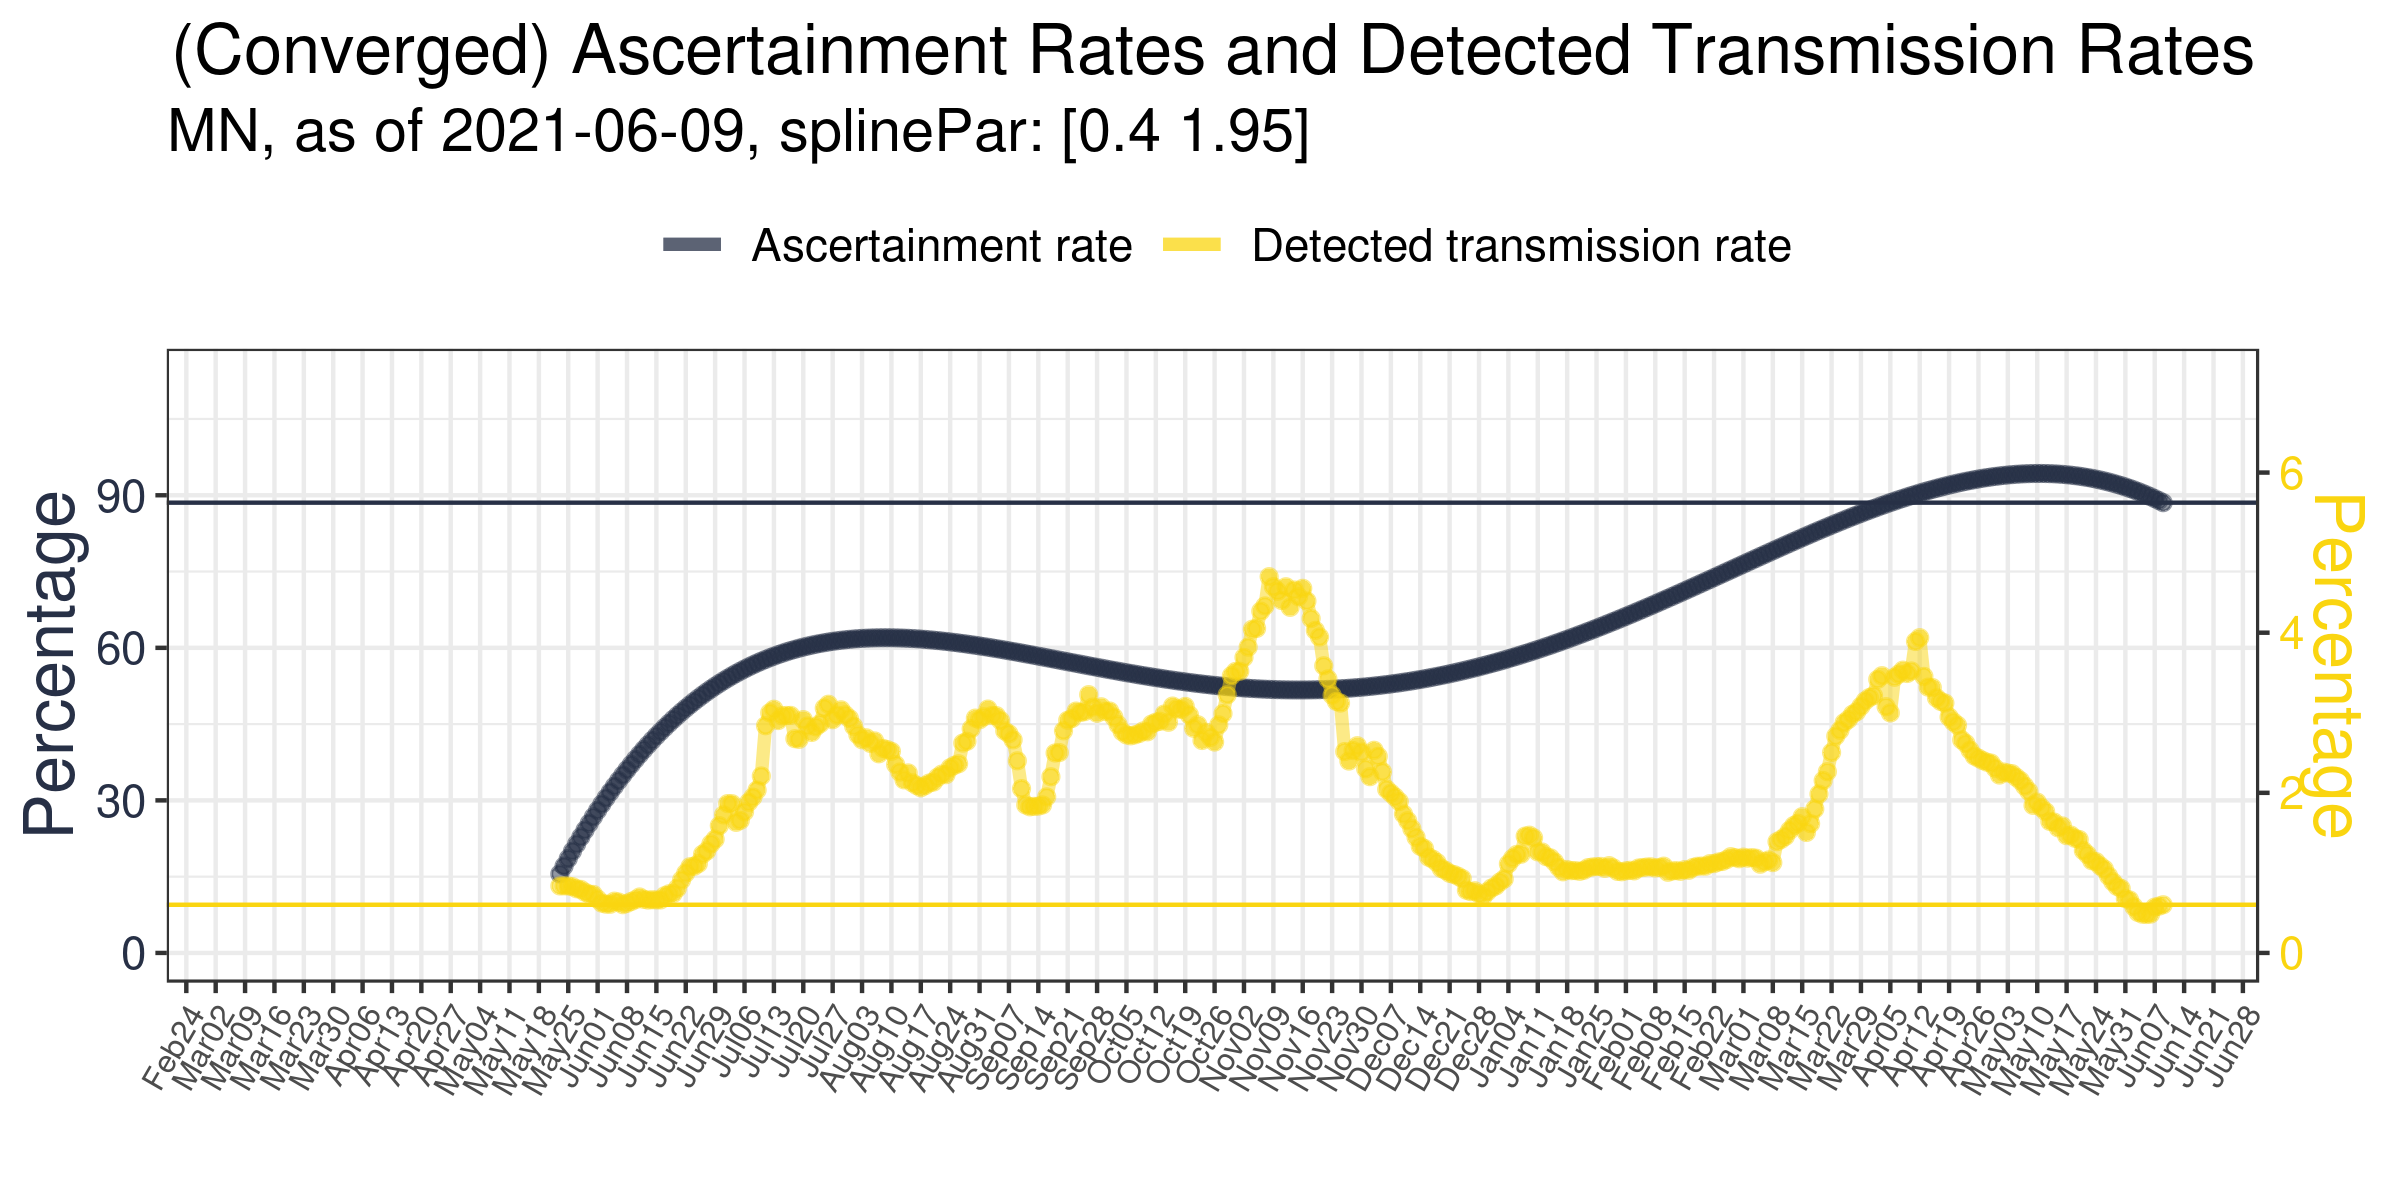 (Converged) Ascertainment Rates and Detected Transmission Rates
MN, as of 2021-06-09, splinePar: [0.4 1.95]
Ascertainment rate Detected transmission rate
Percentage
90
60
30
0
6
4
2
0
Percentage
Feb24 Mar02 Mar09 Mar16 Mar23 Mar30 Apr06 Apr13 Apr20 Apr27 May04 May11 May18 May25 Jun01 Jun08 Jun15 Jun22 Jun29 Jul06 Jul13 Jul20 Jul27 Aug03 Aug10 Aug17 Aug24 Aug31 Sep07 Sep14 Sep21 Sep28 Oct05 Oct12 Oct19 Oct26 Nov02 Nov09 Nov16 Nov23 Nov30 Dec07 Dec14 Dec21 Dec28 Jan04 Jan11 Jan18 Jan25 Feb01 Feb08 Feb15 Feb22 Mar01 Mar08 Mar15 Mar22 Mar29 Apr05 Apr12 Apr19 Apr26 May03 May10 May17 May24 May31 Jun07 Jun14 Jun21 Jun28